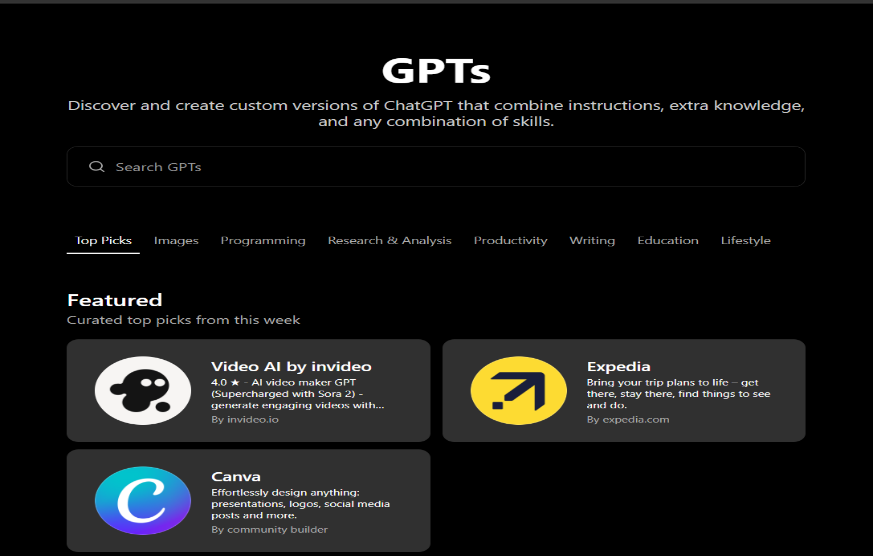 GPTs
Discover and create custom versions of ChatGPT that combine instructions, extra knowledge,
and any combination of skills.
Search GPTs
Top Picks Images Programming Research & Analysis Productivity Writing Education Lifestyle
Featured
Curated top picks from this week
Video AI by invideo
4.0 ★ - AI video maker GPT
(Supercharged with Sora 2) -
generate engaging videos with...
By invideo.io
Expedia
Bring your trip plans to life – get
there, stay there, find things to see
and do.
By expedia.com
C
Canva
Effortlessly design anything:
presentations, logos, social media
posts and more.
By community builder